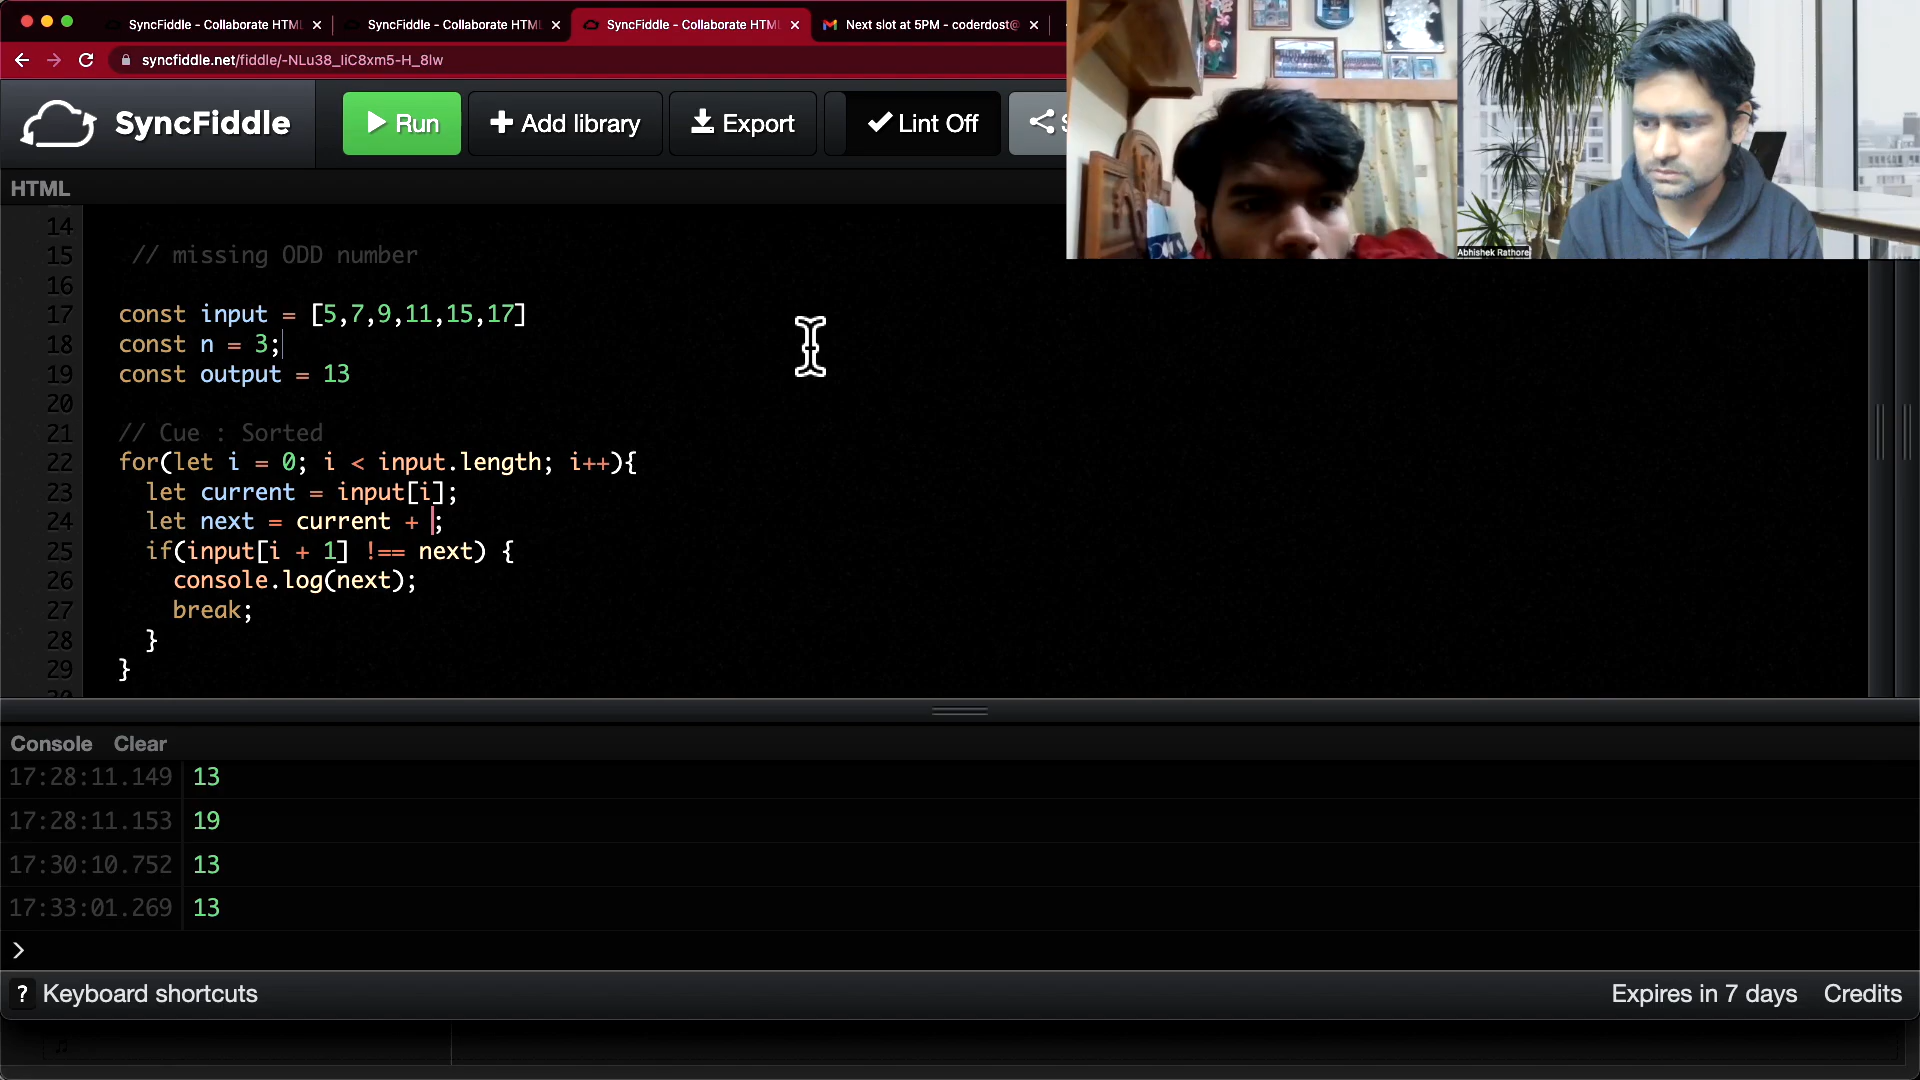 SyncFiddle - Collaborate HTML
SyncFiddle - Collaborate HTML
SyncFiddle - Collaborate HTML
Next slot at 5PM - coderdost@
syncfiddle.net/fiddle/-NLu38_IiC8xm5-H_8lw
SyncFiddle
Run
Add library
Export
Lint Off
Abhishek Rathore
HTML
14
15 // missing ODD number
16
17 const input = [5,7,9,11,15,17]
18 const n = 3;
19 const output = 13
20
21 // Cue : Sorted
22 for(let i = 0; i < input.length; i++){
23 let current = input[i];
24 let next = current + ;
25 if(input[i + 1] !== next) {
26 console.log(next);
27 break;
28 }
29 }
Console Clear
17:28:11.149 13
17:28:11.153 19
17:30:10.752 13
17:33:01.269 13
>
? Keyboard shortcuts
Expires in 7 days Credits